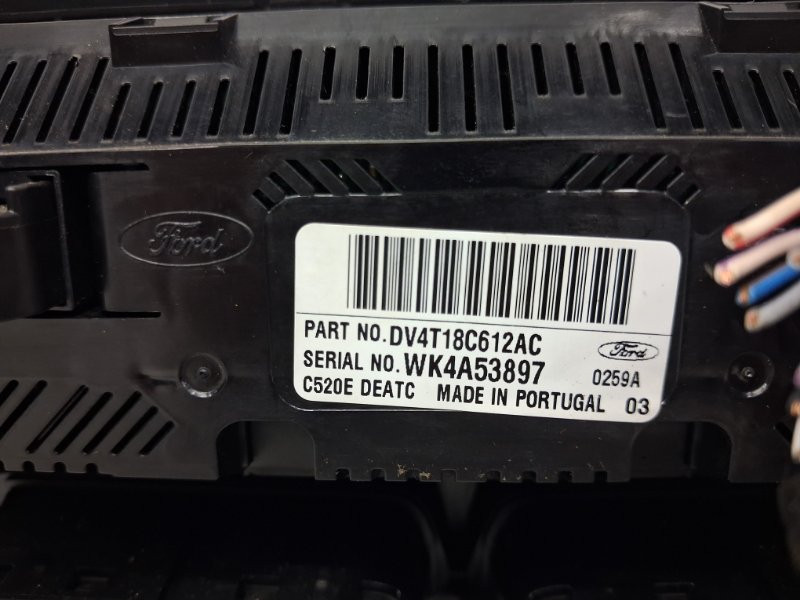 Ford
PART NO. DV4T18C612AC
Ford
SERIAL NO. WK4A53897 0259A
C520E DEATC MADE IN PORTUGAL 03